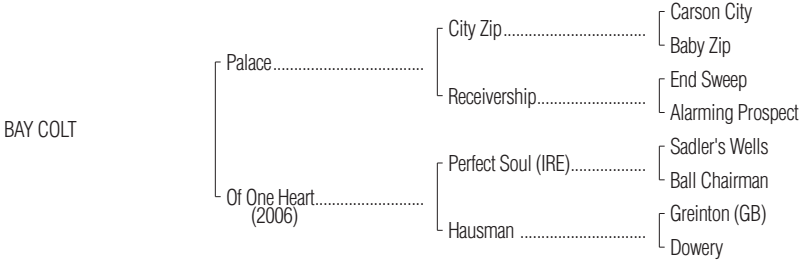 Carson City
City Zip..................................
Baby Zip
Palace....................................
End Sweep
Receivership..........................
Alarming Prospect
BAY COLT
Sadler's Wells
Perfect Soul (IRE)..................
Ball Chairman
Of One Heart..........................
(2006)
Greinton (GB)
Hausman ..............................
Dowery